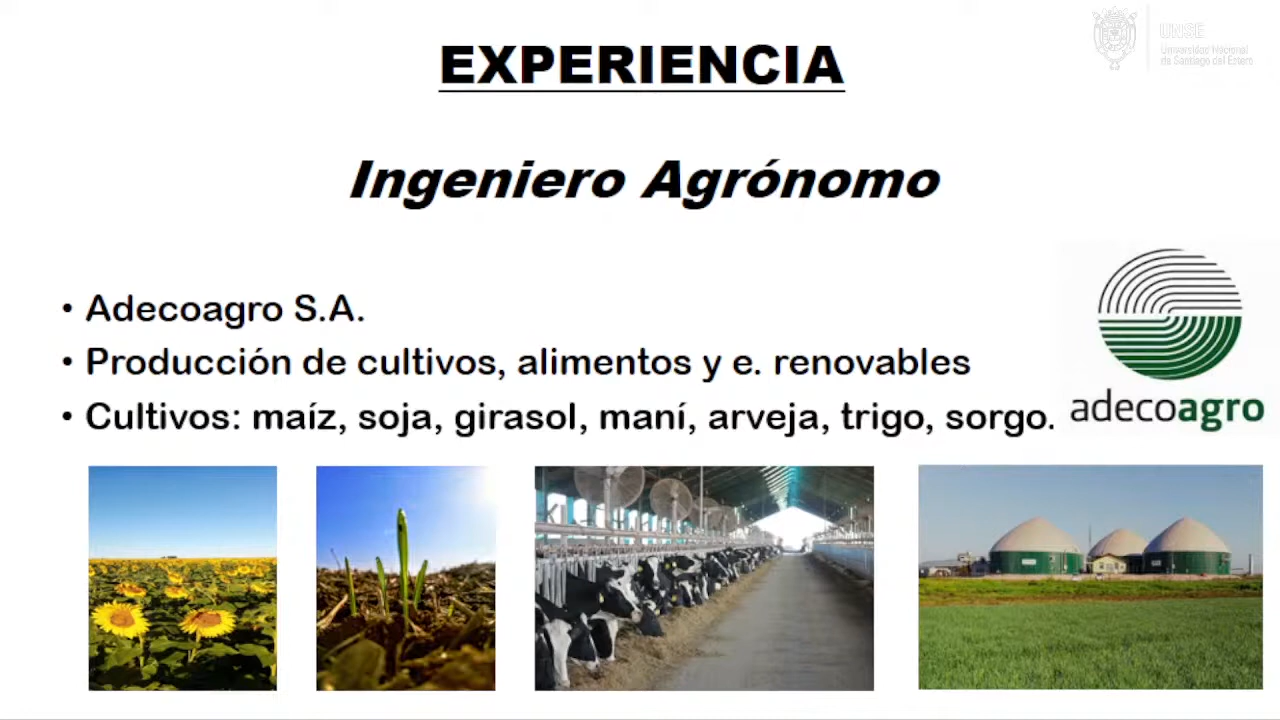 UNSE
Universidad Nacional
de Santiago del Estero
EXPERIENCIA
Ingeniero Agrónomo
• Adecoagro S.A.
• Producción de cultivos, alimentos y e. renovables
• Cultivos: maíz, soja, girasol, maní, arveja, trigo, sorgo.
adecoagro